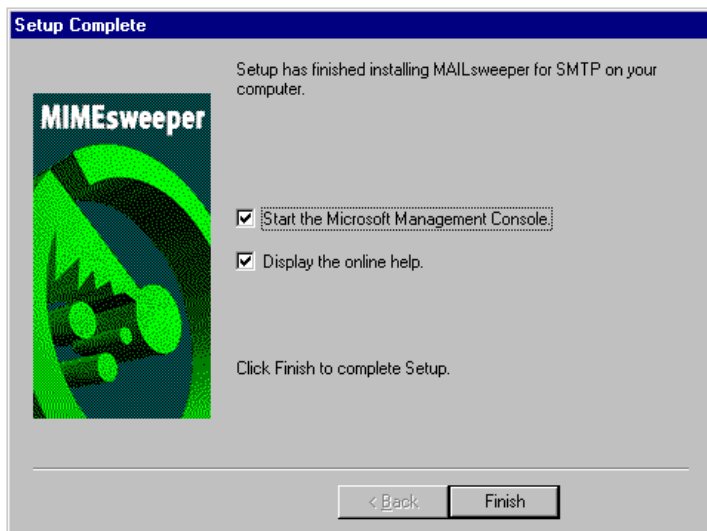 Setup Complete
Setup has finished installing MAILsweeper for SMTP on your
computer.
MIMEsweeper
Start the Microsoft Management Console.
Display the online help.
Click Finish to complete Setup.
< Back
Finish